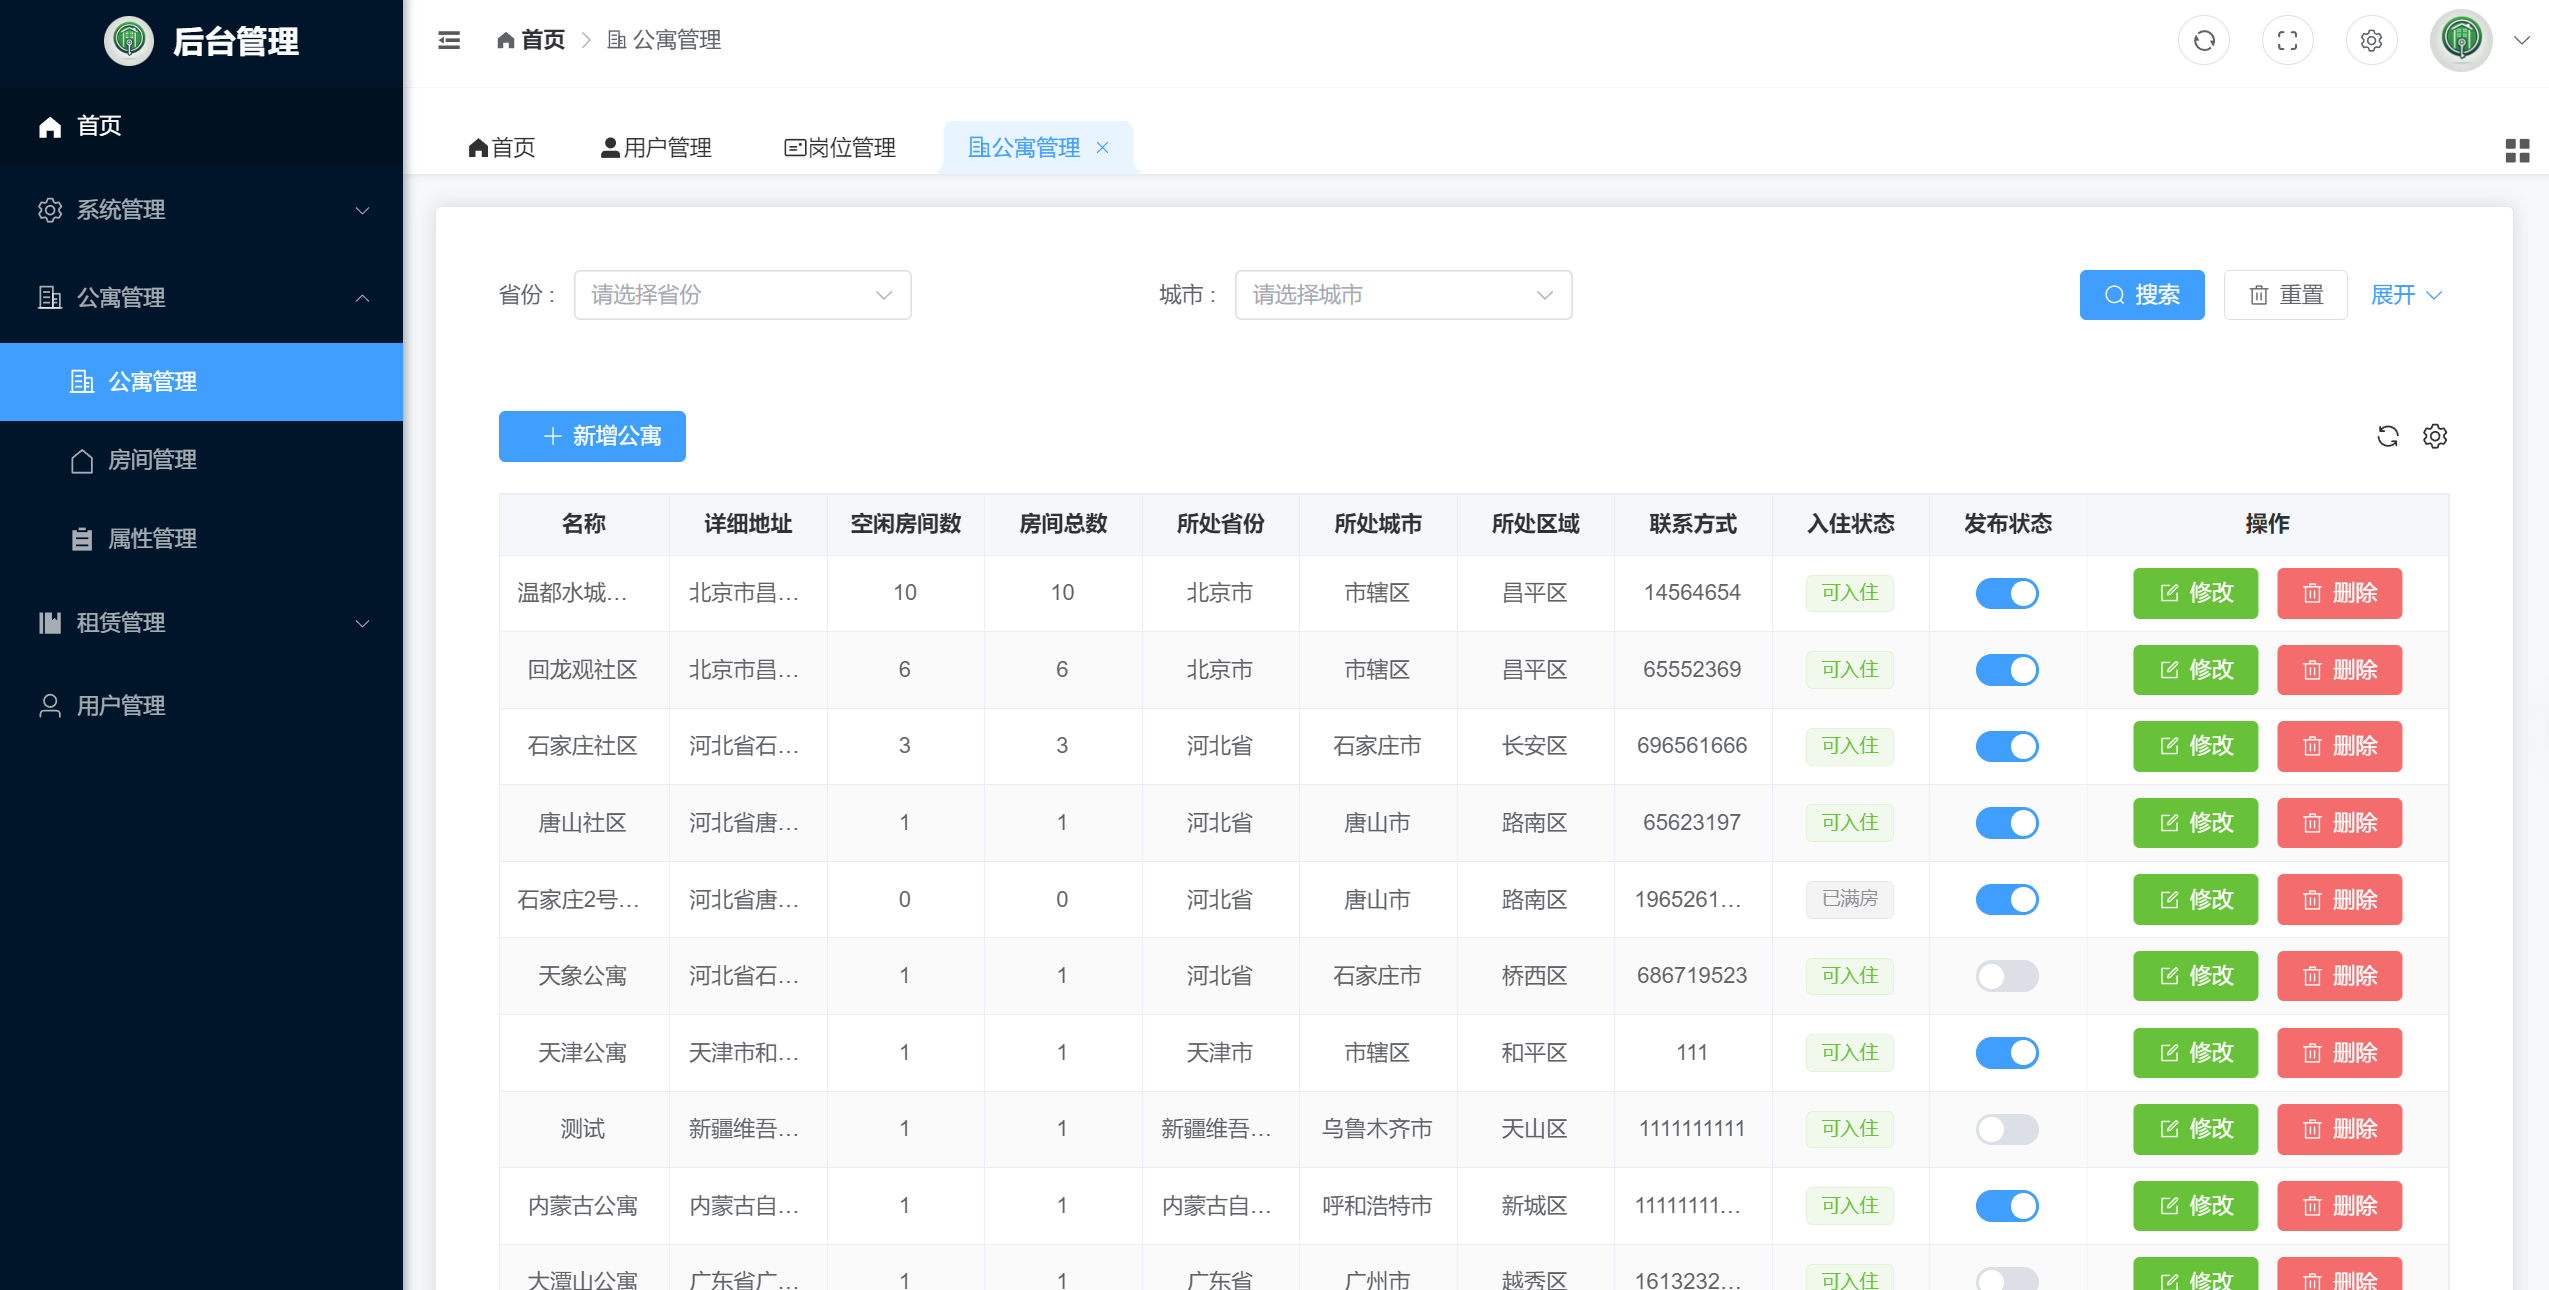 后台管理
首页
系统管理
公寓管理
公寓管理
房间管理
属性管理
租赁管理
用户管理
首页 公寓管理
首页 用户管理 岗位管理 公寓管理
省份 : 请选择省份 城市 : 请选择城市 搜索 重置 展开
新增公寓
名称 详细地址 空闲房间数 房间总数 所处省份 所处城市 所处区域 联系方式 入住状态 发布状态 操作
温都水城… 北京市昌… 10 10 北京市 市辖区 昌平区 14564654 可入住 修改 删除
回龙观社区 北京市昌… 6 6 北京市 市辖区 昌平区 65552369 可入住 修改 删除
石家庄社区 河北省石… 3 3 河北省 石家庄市 长安区 696561666 可入住 修改 删除
唐山社区 河北省唐… 1 1 河北省 唐山市 路南区 65623197 可入住 修改 删除
石家庄2号… 河北省唐… 0 0 河北省 唐山市 路南区 1965261… 已满房 修改 删除
天象公寓 河北省石… 1 1 河北省 石家庄市 桥西区 686719523 可入住 修改 删除
天津公寓 天津市和… 1 1 天津市 市辖区 和平区 111 可入住 修改 删除
测试 新疆维吾… 1 1 新疆维吾… 乌鲁木齐市 天山区 1111111111 可入住 修改 删除
内蒙古公寓 内蒙古自… 1 1 内蒙古自… 呼和浩特市 新城区 11111111… 可入住 修改 删除
大潭山公寓 广东省广… 1 1 广东省 广州市 越秀区 1613232… 可入住 修改 删除